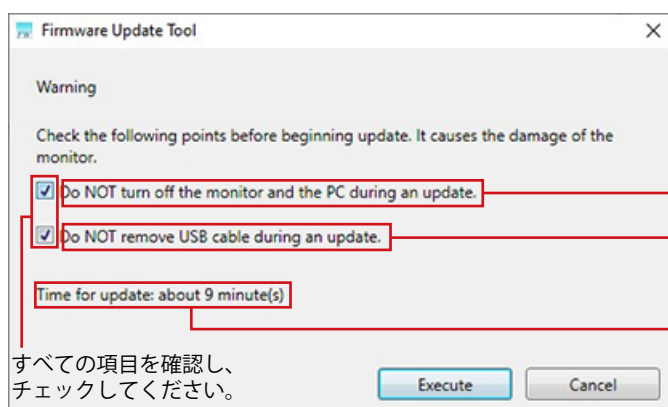 Firmware Update Tool
Warning
Check the following points before beginning update. It causes the damage of the
monitor.
Do NOT turn off the monitor and the PC during an update.
Do NOT remove USB cable during an update.
Time for update: about 9 minute(s)
すべての項目を確認し、
チェックしてください。
Execute Cancel